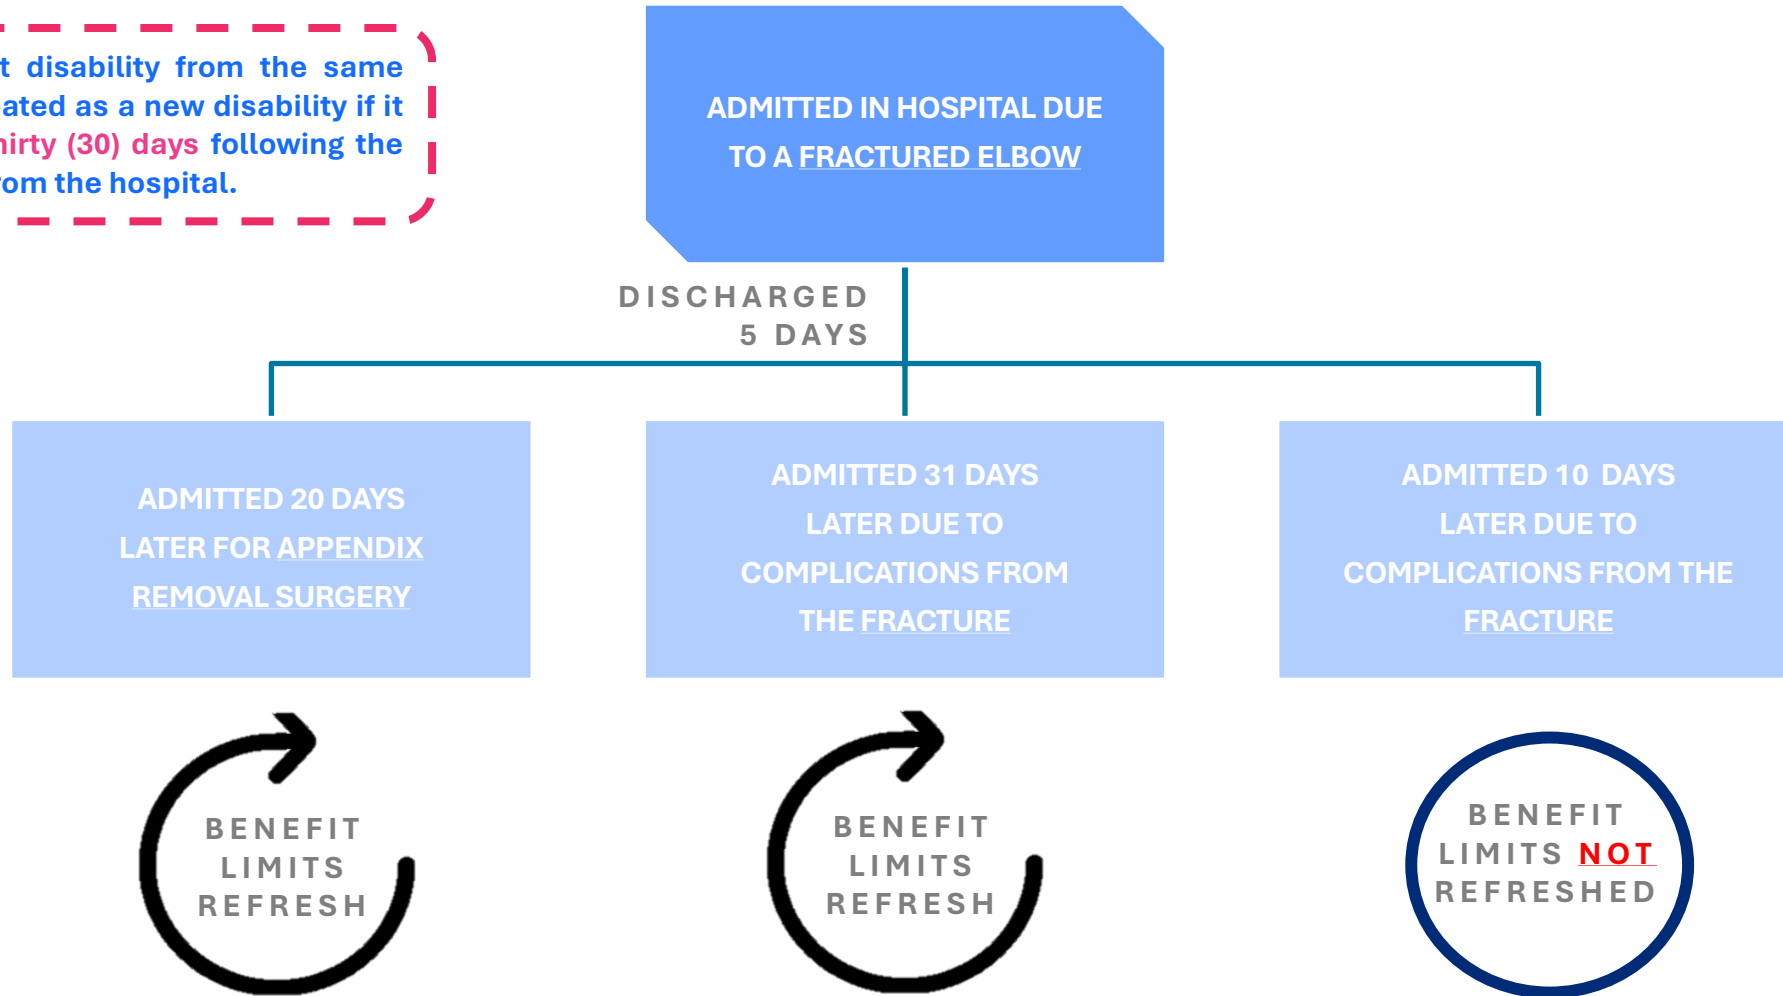 t disability from the same
ated as a new disability if it
hirty (30) days following the
rom the hospital.
ADMITTED IN HOSPITAL DUE
TO A FRACTURED ELBOW
DISCHARGED
5 DAYS
ADMITTED 20 DAYS
LATER FOR APPENDIX
REMOVAL SURGERY
ADMITTED 31 DAYS
LATER DUE TO
COMPLICATIONS FROM
THE FRACTURE
ADMITTED 10 DAYS
LATER DUE TO
COMPLICATIONS FROM THE
FRACTURE
BENEFIT
LIMITS
REFRESH
BENEFIT
LIMITS
REFRESH
BENEFIT
LIMITS NOT
REFRESHED